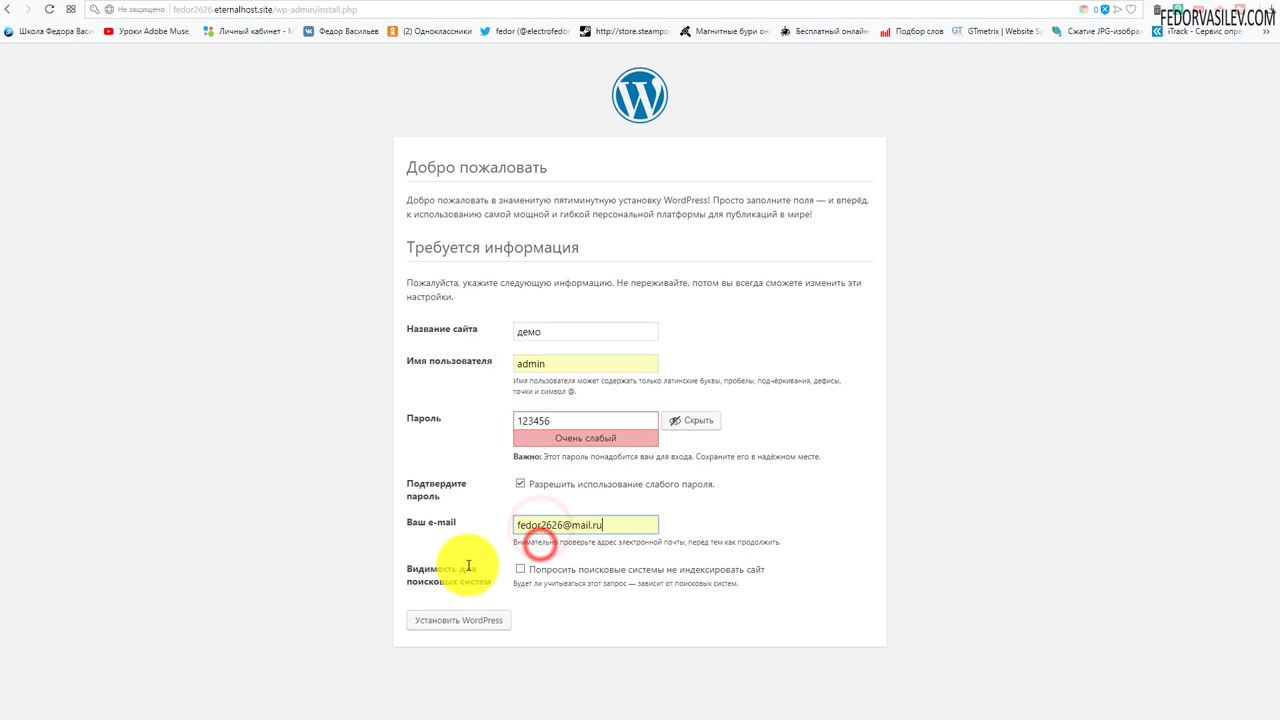 fedor2626.eternalhost.site/wp-admin/install.php
Не защищено
0
FEDORVASILEV.COM
Школа Федора Васи
Уроки Adobe Muse,
Личный кабинет - М
Федор Васильев
(2) Одноклассники
fedor (@electrofedor
http://store.steampo
Магнитные бури он
Бесплатный онлайн
Подбор слов
GTmetrix | Website Sp
Сжатие JPG-изображ
iTrack - Сервис опре
Добро пожаловать
Добро пожаловать в знаменитую пятиминутную установку WordPress! Просто заполните поля — и вперёд,
к использованию самой мощной и гибкой персональной платформы для публикаций в мире!
Требуется информация
Пожалуйста, укажите следующую информацию. Не переживайте, потом вы всегда сможете изменить эти
настройки.
Название сайта
демо
Имя пользователя
admin
Имя пользователя может содержать только латинские буквы, пробелы, подчёркивания, дефисы,
точки и символ @.
Пароль
123456
Скрыть
Очень слабый
Важно: Этот пароль понадобится вам для входа. Сохраните его в надёжном месте.
Подтвердите
пароль
Разрешить использование слабого пароля.
Ваш e-mail
fedor2626@mail.ru
Внимательно проверьте адрес электронной почты, перед тем как продолжить.
Видимость для
поисковых систем
Попросить поисковые системы не индексировать сайт
Будет ли учитываться этот запрос — зависит от поисковых систем.
Установить WordPress